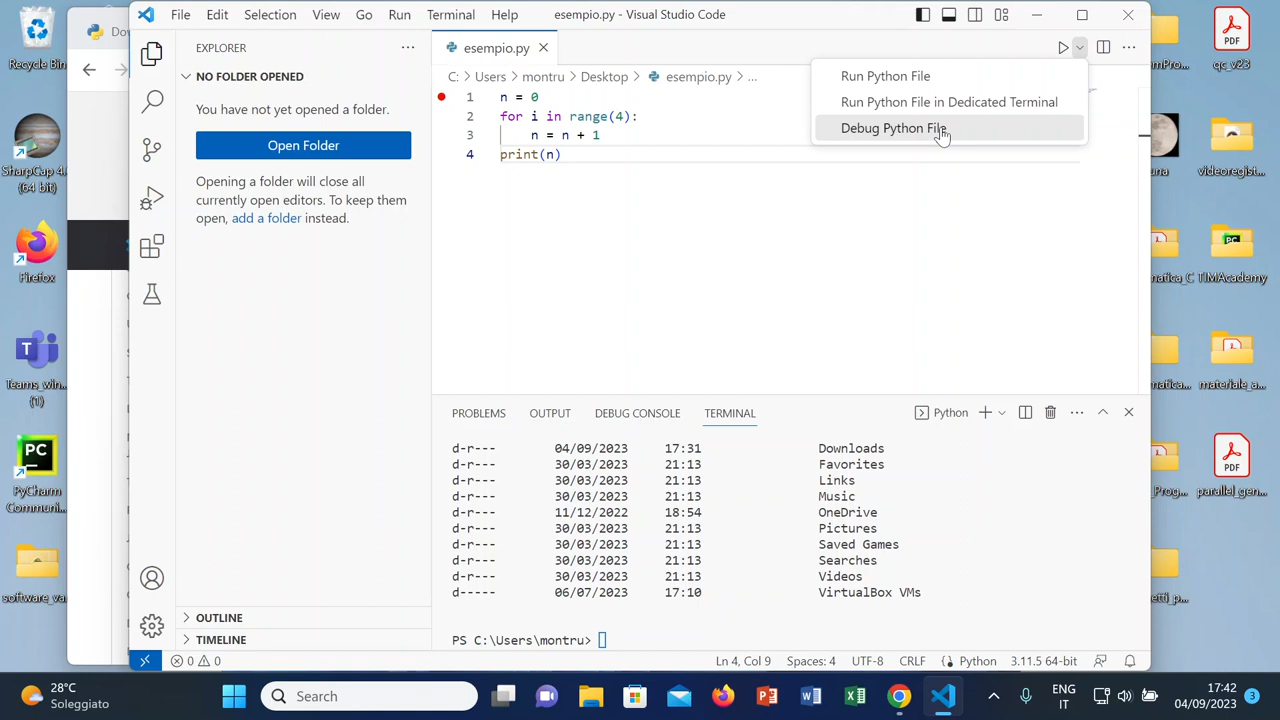 Recycle Bin
SharpCap 4.
(64 bit)
Firefox
Teams_win...
(1)
PyCharm
Communi...
software_va...
File Edit Selection View Go Run Terminal Help
esempio.py - Visual Studio Code
EXPLORER
NO FOLDER OPENED
You have not yet opened a folder.
Open Folder
Opening a folder will close all
currently open editors. To keep them
open, add a folder instead.
OUTLINE
TIMELINE
esempio.py
C: > Users > montru > Desktop > esempio.py > ...
1 n = 0
2 for i in range(4):
3 n = n + 1
4 print(n)
Run Python File
Run Python File in Dedicated Terminal
Debug Python File
PROBLEMS OUTPUT DEBUG CONSOLE TERMINAL
Python
d-r--- 04/09/2023 17:31 Downloads
d-r--- 30/03/2023 21:13 Favorites
d-r--- 30/03/2023 21:13 Links
d-r--- 30/03/2023 21:13 Music
d-r--- 11/12/2022 18:54 OneDrive
d-r--- 30/03/2023 21:13 Pictures
d-r--- 30/03/2023 21:13 Saved Games
d-r--- 30/03/2023 21:13 Searches
d-r--- 30/03/2023 21:13 Videos
d----- 06/07/2023 17:10 VirtualBox VMs
PS C:\Users\montru>
0 0
Ln 4, Col 9 Spaces: 4 UTF-8 CRLF Python 3.11.5 64-bit
PDF
qc_v23
videoregist...
PC
TIMAcademy
materiale_a...
PDF
parallel_gen...
28°C
Soleggiato
Search
ENG
IT
17:42
04/09/2023
3